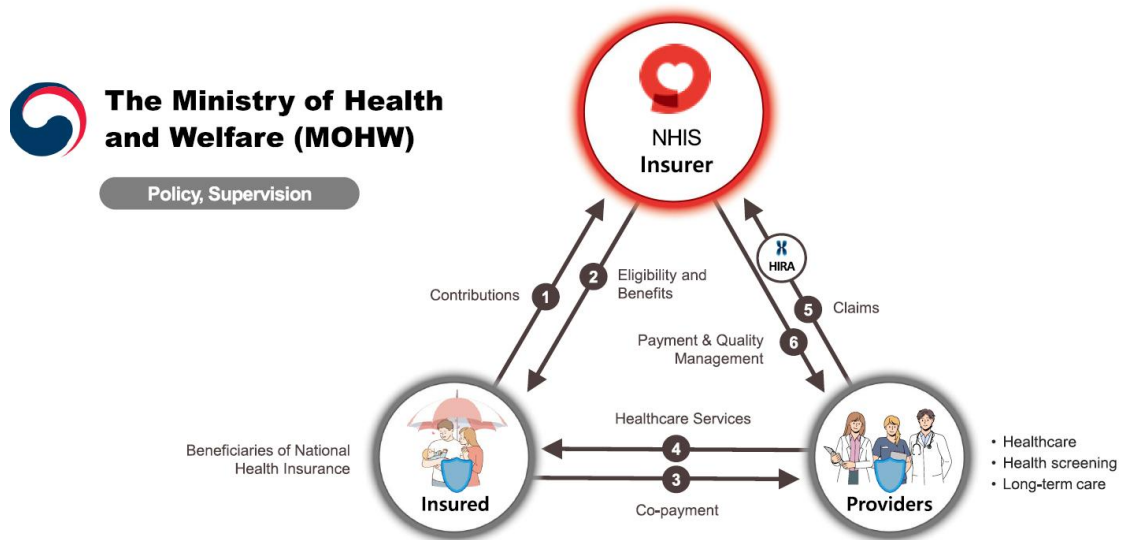 The Ministry of Health
and Welfare (MOHW)
Policy, Supervision
NHIS
Insurer
HIRA
Contributions
1
2
Eligibility and
Benefits
5
Claims
Payment & Quality
Management
6
Healthcare Services
4
3
Co-payment
Beneficiaries of National
Health Insurance
Insured
Providers
• Healthcare
• Health screening
• Long-term care